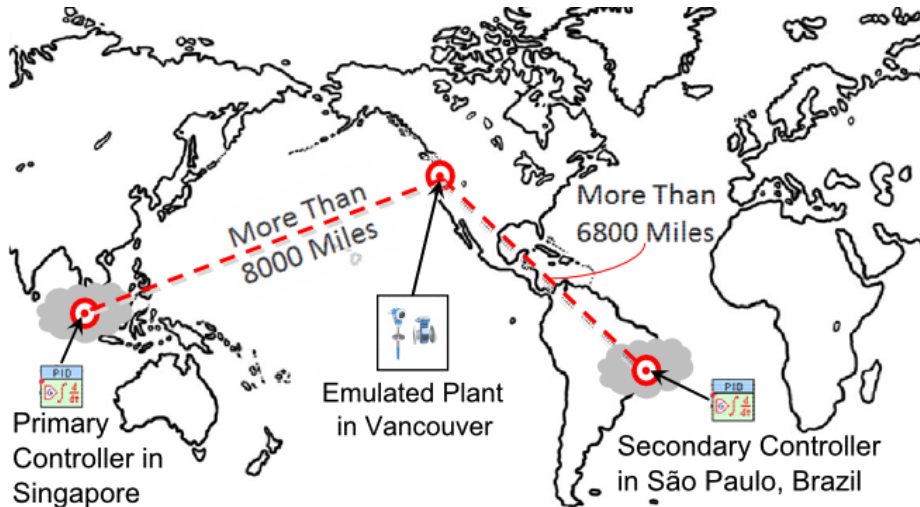 More Than
8000 Miles
More Than
6800 Miles
PID
Primary
Controller in
Singapore
Emulated Plant
in Vancouver
PID
Secondary Controller
in São Paulo, Brazil